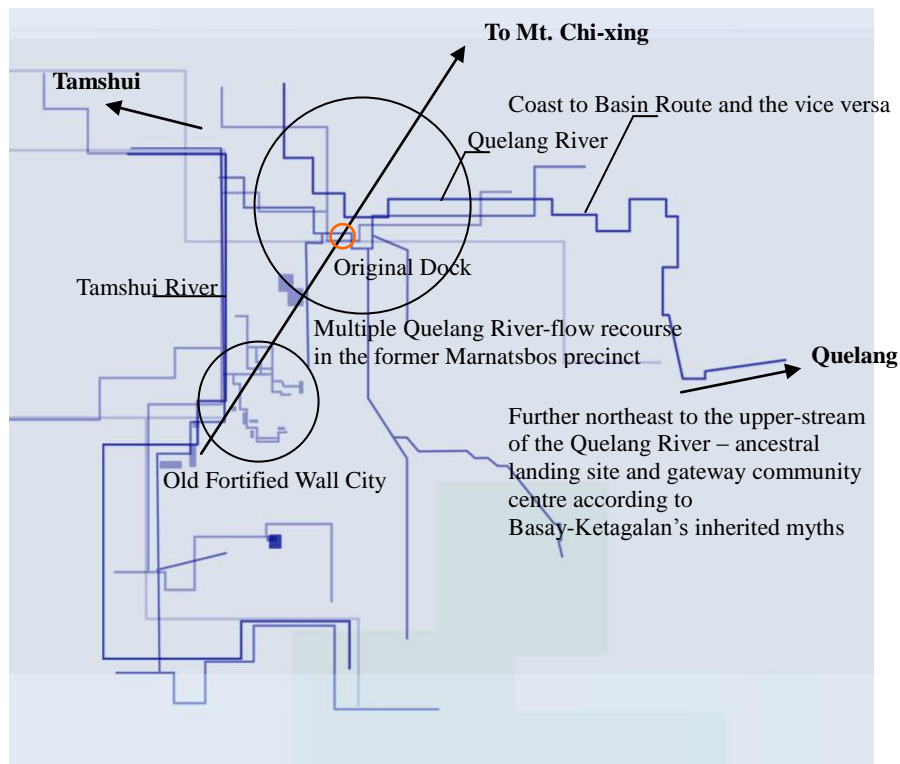 To Mt. Chi-xing
Tamshui
Coast to Basin Route and the vice versa
Quelang River
Original Dock
Tamshui River
Multiple Quelang River-flow recourse
in the former Marnatsbos precinct
Quelang
Further northeast to the upper-stream
of the Quelang River – ancestral
landing site and gateway community
centre according to
Basay-Ketagalan’s inherited myths
Old Fortified Wall City